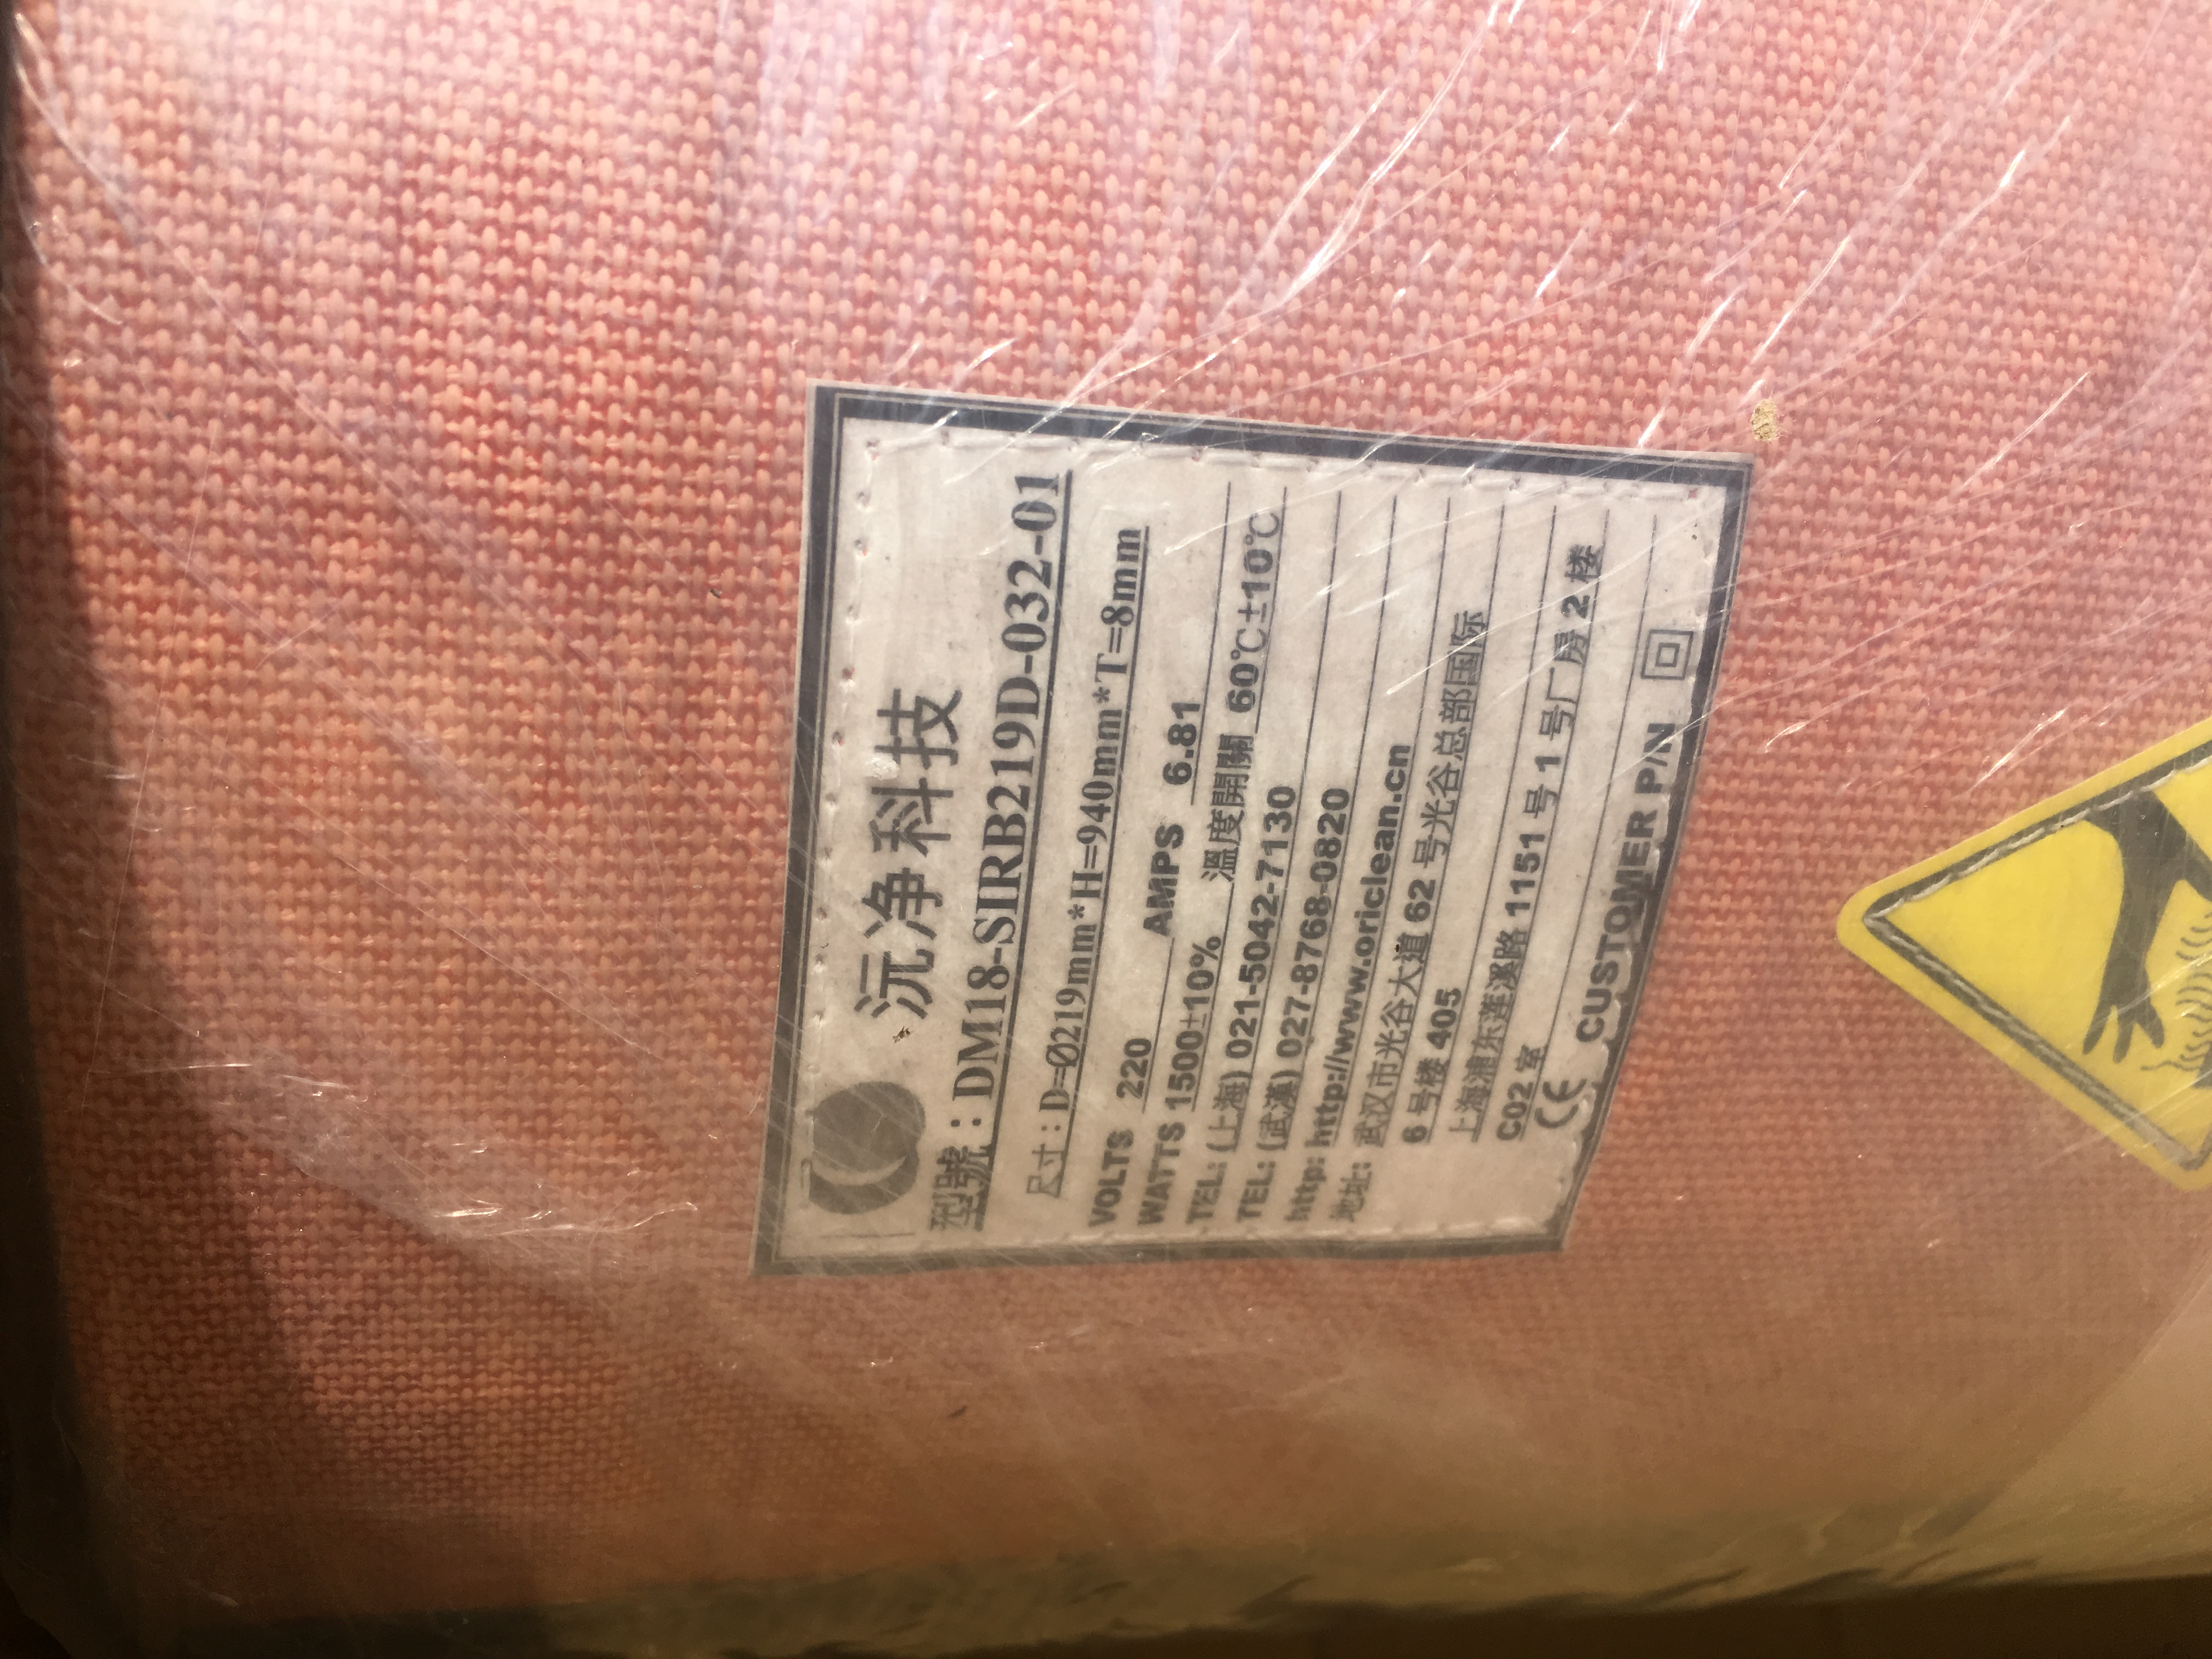 沅净科技
型號：DM18-SIRB219D-032-01
尺寸：D=Ø219mm*H=940mm*T=8mm
VOLTS 220 AMPS 6.81
WATTS 1500±10% 溫度開關 60℃±10℃
TEL: (上海) 021-5042-7130
TEL: (武漢) 027-8768-0820
http: http://www.oriclean.cn
地址: 武汉市光谷大道 62 号光谷总部国际
6 号楼 405
上海浦东莲溪路 1151 号 1 号厂房 2 楼
C02 室
CE CUSTOMER P/N 回